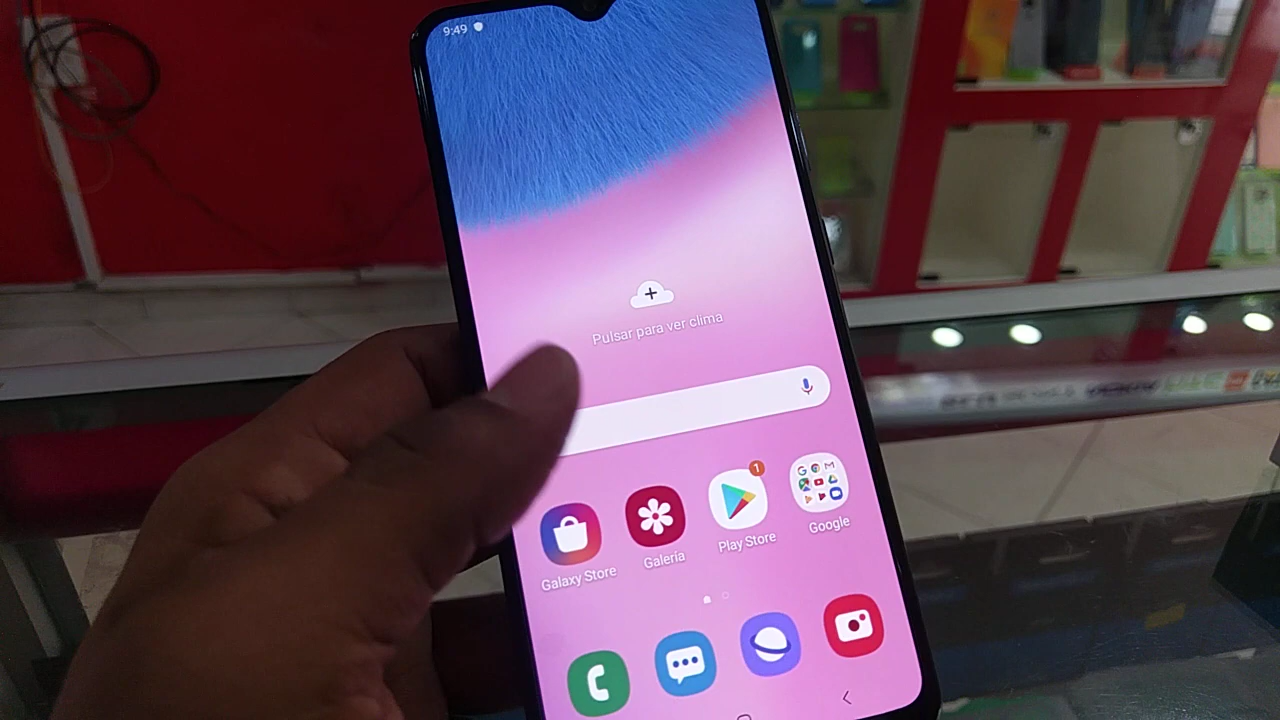 9:49
Pulsar para ver clima
1
Galaxy Store
Galería
Play Store
Google